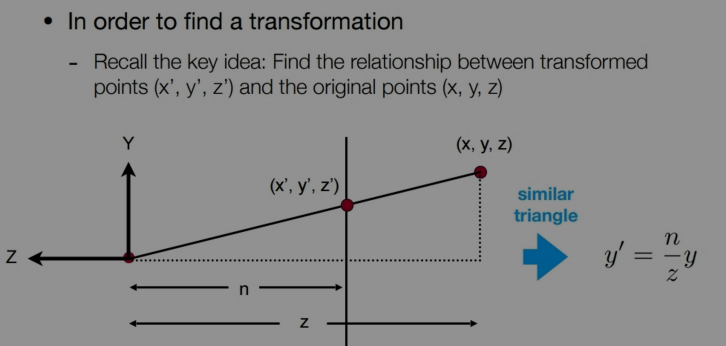 • In order to find a transformation
- Recall the key idea: Find the relationship between transformed
points (x', y', z') and the original points (x, y, z)
Y
(x, y, z)
(x', y', z')
similar
triangle
Z
y' = n/z y
n
z